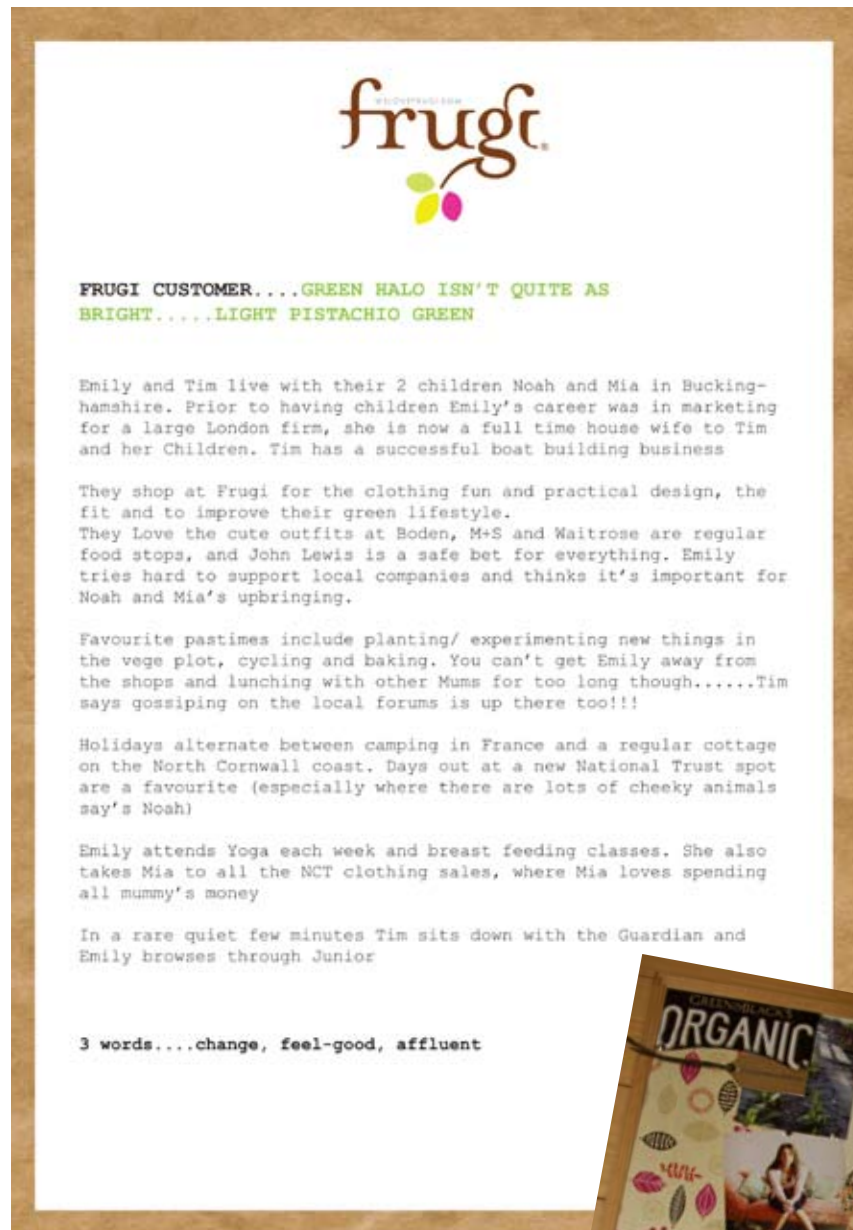 WELOVEFRUGI.COM
frugi®
FRUGI CUSTOMER....GREEN HALO ISN'T QUITE AS
BRIGHT.....LIGHT PISTACHIO GREEN
Emily and Tim live with their 2 children Noah and Mia in Bucking-
hamshire. Prior to having children Emily's career was in marketing
for a large London firm, she is now a full time house wife to Tim
and her Children. Tim has a successful boat building business
They shop at Frugi for the clothing fun and practical design, the
fit and to improve their green lifestyle.
They Love the cute outfits at Boden, M+S and Waitrose are regular
food stops, and John Lewis is a safe bet for everything. Emily
tries hard to support local companies and thinks it's important for
Noah and Mia's upbringing.
Favourite pastimes include planting/ experimenting new things in
the vege plot, cycling and baking. You can't get Emily away from
the shops and lunching with other Mums for too long though......Tim
says gossiping on the local forums is up there too!!!
Holidays alternate between camping in France and a regular cottage
on the North Cornwall coast. Days out at a new National Trust spot
are a favourite (especially where there are lots of cheeky animals
say's Noah)
Emily attends Yoga each week and breast feeding classes. She also
takes Mia to all the NCT clothing sales, where Mia loves spending
all mummy's money
In a rare quiet few minutes Tim sits down with the Guardian and
Emily browses through Junior
3 words....change, feel-good, affluent
GREEN&BLACK'S
ORGANIC